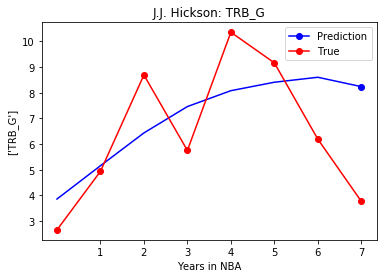 J.J. Hickson: TRB_G
Prediction
True
10
9
8
7
6
5
4
3
['TRB_G']
1 2 3 4 5 6 7
Years in NBA